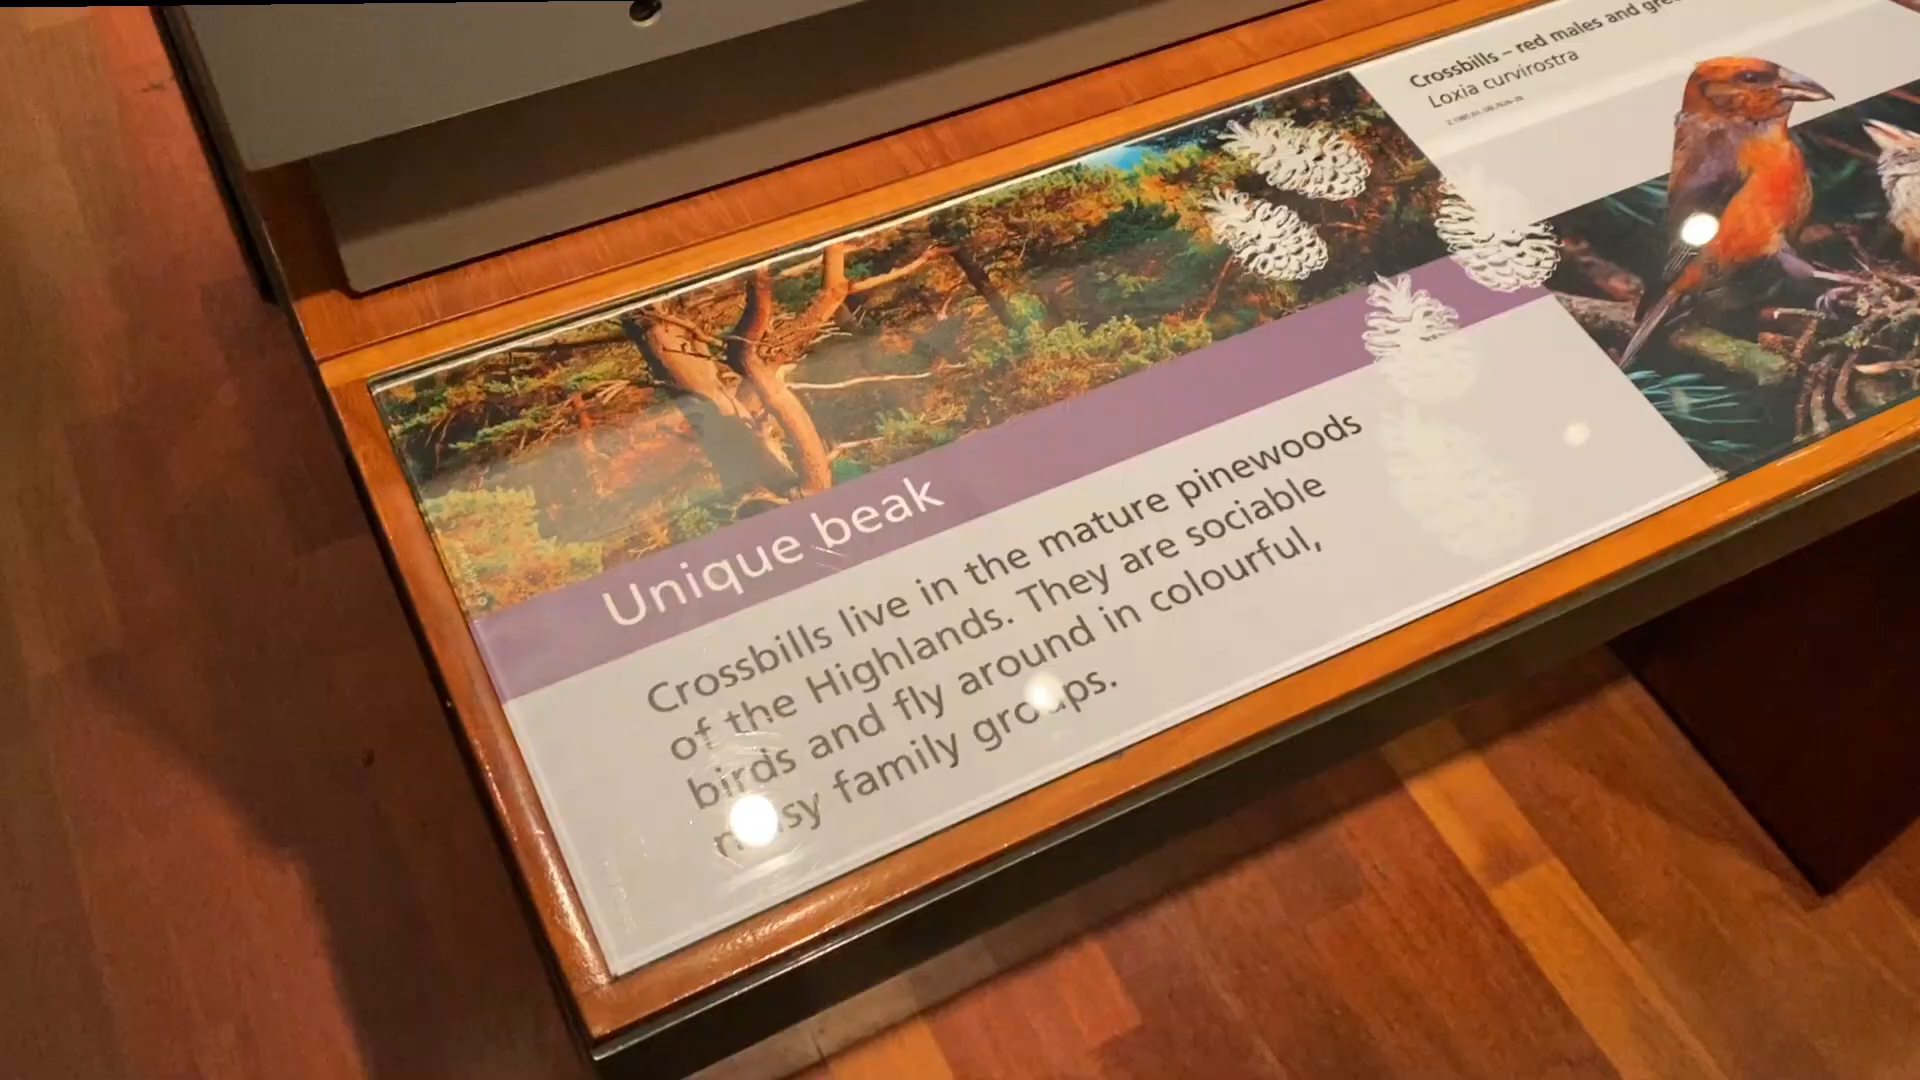 Unique beak
Crossbills live in the mature pinewoods
of the Highlands. They are sociable
birds and fly around in colourful,
noisy family groups.
Crossbills – red males and
Loxia curvirostra